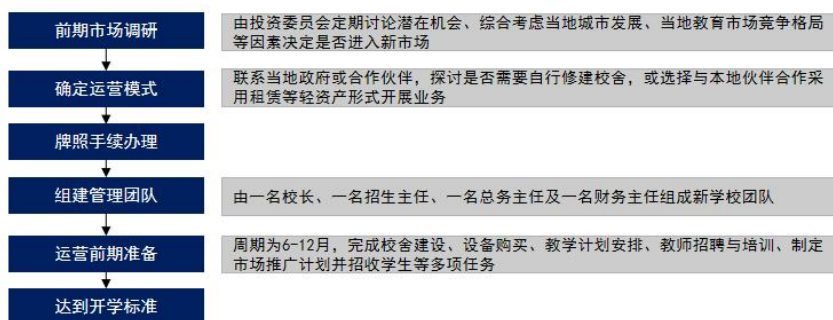 前期市场调研
由投资委员会定期讨论潜在机会、综合考虑当地城市发展、当地教育市场竞争格局
等因素决定是否进入新市场
确定运营模式
联系当地政府或合作伙伴，探讨是否需要自行修建校舍，或选择与本地伙伴合作采
用租赁等轻资产形式开展业务
牌照手续办理
组建管理团队
由一名校长、一名招生主任、一名总务主任及一名财务主任组成新学校团队
运营前期准备
周期为6-12月，完成校舍建设、设备购买、教学计划安排、教师招聘与培训、制定
市场推广计划并招收学生等多项任务
达到开学标准